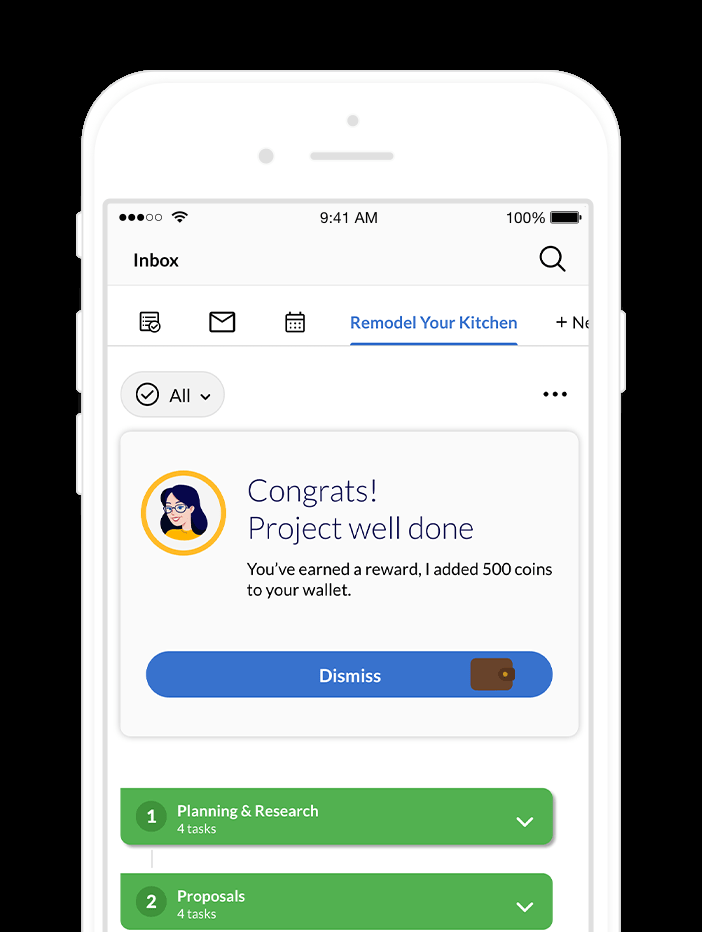 9:41 AM
100%
Inbox
Remodel Your Kitchen
+ Ne
All
Congrats!
Project well done
You've earned a reward, I added 500 coins
to your wallet.
Dismiss
1
Planning & Research
4 tasks
2
Proposals
4 tasks